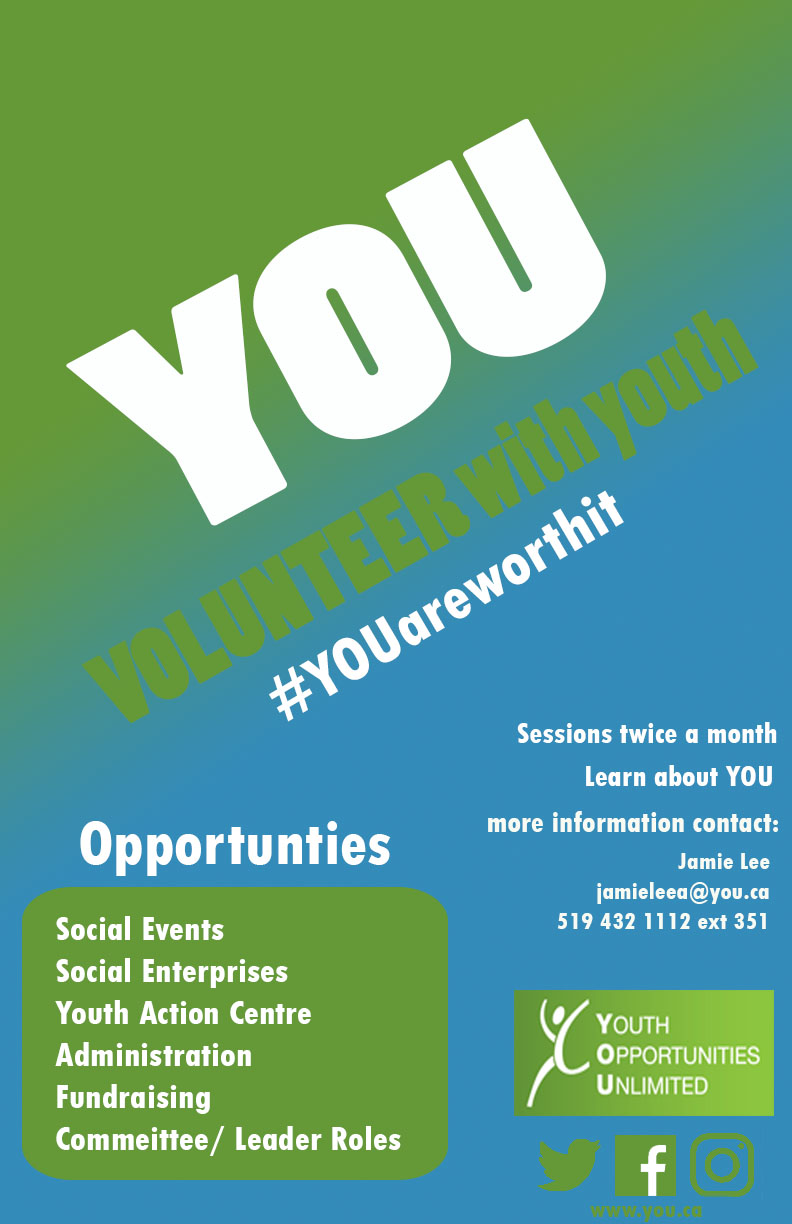 YOU
VOLUNTEER with youth
#YOUareworthit
Sessions twice a month
Learn about YOU
more information contact:
Jamie Lee
jamieleea@you.ca
519 432 1112 ext 351
Opportunties
Social Events
Social Enterprises
Youth Action Centre
Administration
Fundraising
Commeittee/ Leader Roles
YOUTH
OPPORTUNITIES
UNLIMITED
www.you.ca